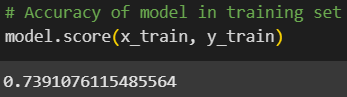 # Accuracy of model in training set
model.score(x_train, y_train)
0.7391076115485564